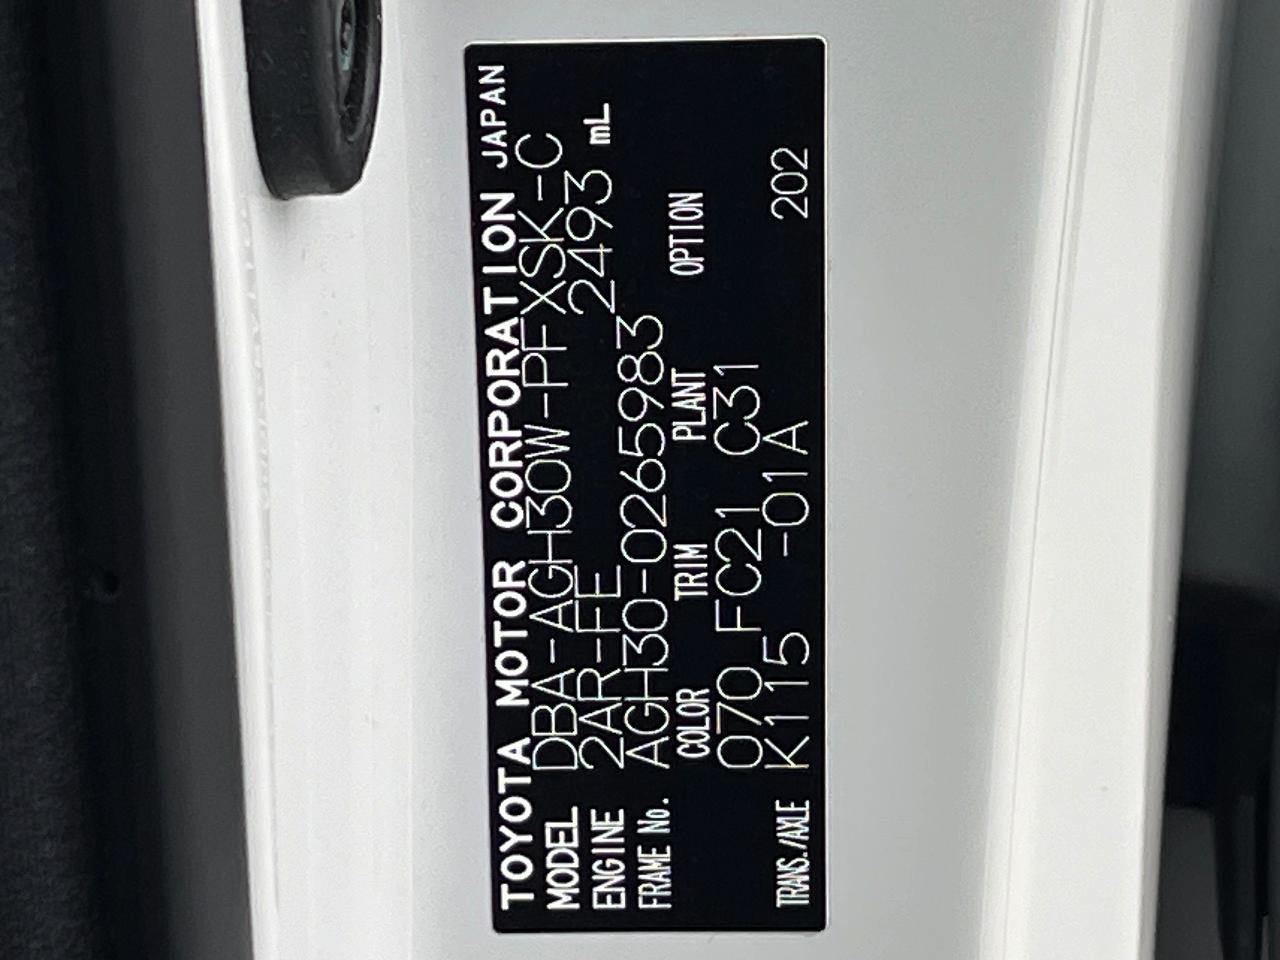 TOYOTA MOTOR CORPORATION JAPAN
MODEL DBA-AGH30W-PFXSK-C
ENGINE 2AR-FE 2493 mL
FRAME No. AGH30-0265983
COLOR TRIM PLANT OPTION
070 FC21 C31
TRANS./AXLE K115 -01A 202